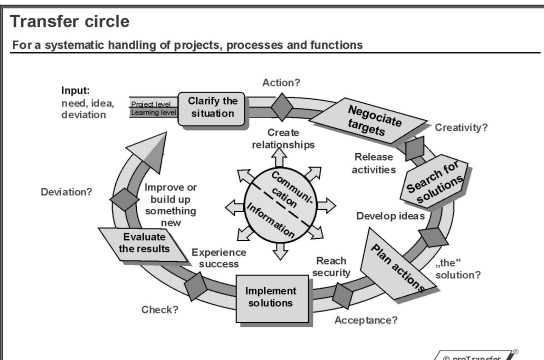 Transfer circle
For a systematic handling of projects, processes and functions
Input:
need, idea,
deviation
Project level
Learning level
Clarify the
situation
Action?
Negociate
targets
Creativity?
Create
relationships
Release
activities
Search for
solutions
Develop ideas
„the"
solution?
Plan actions
Reach
security
Acceptance?
Implement
solutions
Experience
success
Check?
Evaluate
the results
Improve or
build up
something
new
Deviation?
Communi-
cation
Information
© proTransfer ®